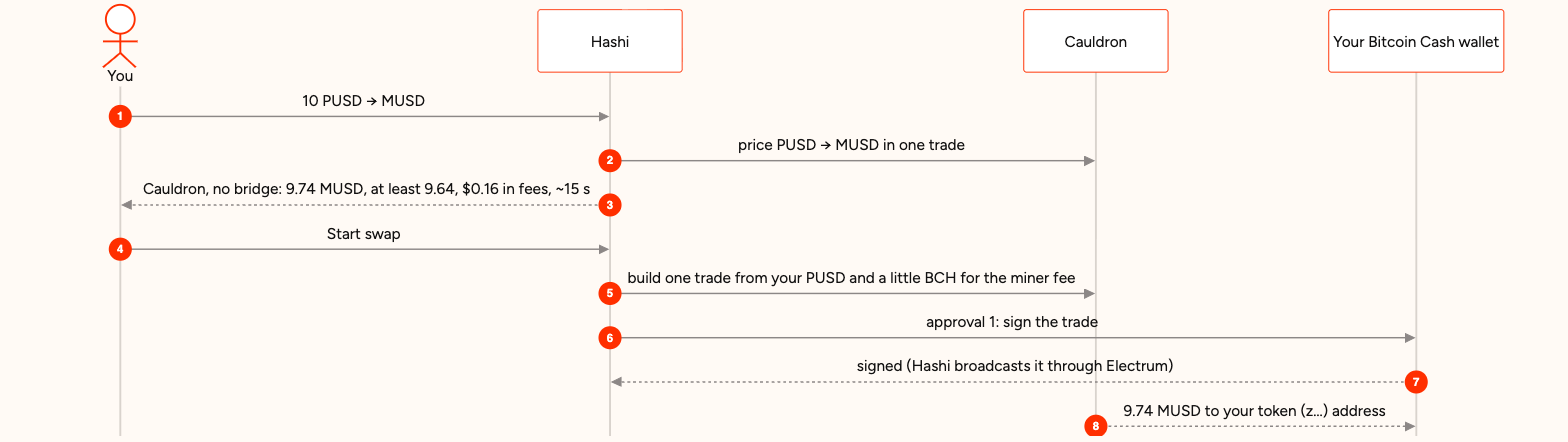 You
Hashi
Cauldron
Your Bitcoin Cash wallet
10 PUSD → MUSD
1
price PUSD → MUSD in one trade
2
Cauldron, no bridge: 9.74 MUSD, at least 9.64, $0.16 in fees, ~15 s
3
Start swap
4
build one trade from your PUSD and a little BCH for the miner fee
5
approval 1: sign the trade
6
signed (Hashi broadcasts it through Electrum)
7
9.74 MUSD to your token (z...) address
8